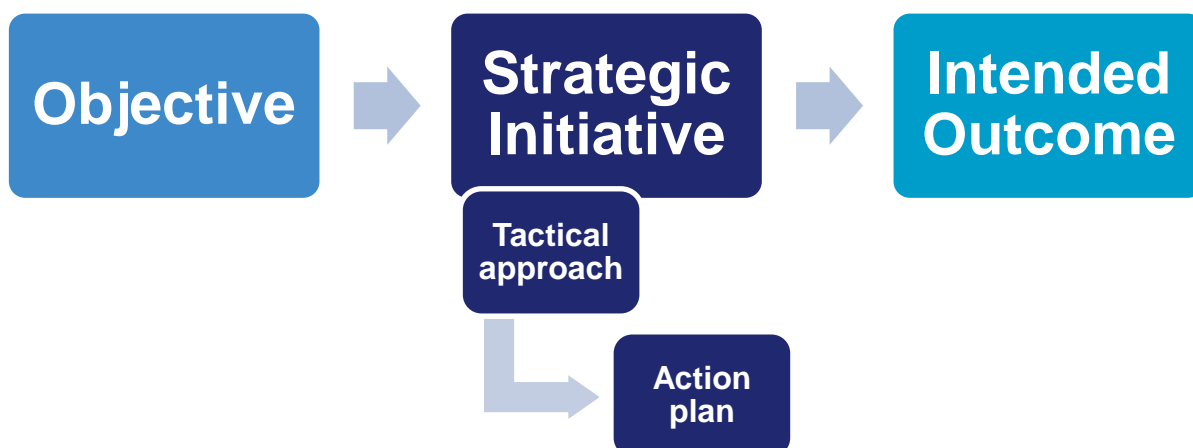 Objective
Strategic
Initiative
Intended
Outcome
Tactical
approach
Action
plan